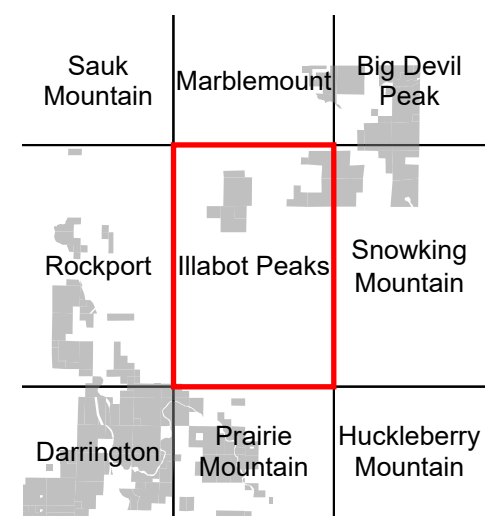 Sauk
Mountain
Marblemount
Big Devil
Peak
Rockport
Illabot Peaks
Snowking
Mountain
Darrington
Prairie
Mountain
Huckleberry
Mountain